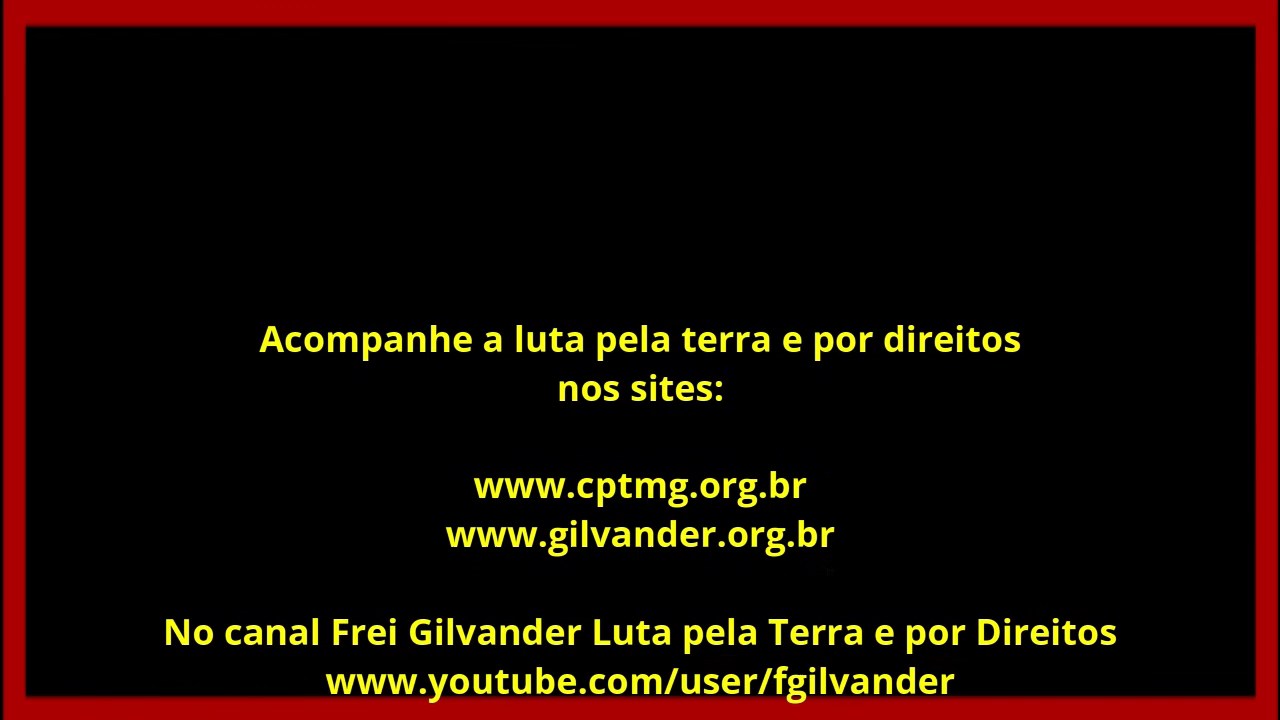 Acompanhe a luta pela terra e por direitos
nos sites:
www.cptmg.org.br
www.gilvander.org.br
No canal Frei Gilvander Luta pela Terra e por Direitos
www.youtube.com/user/fgilvander